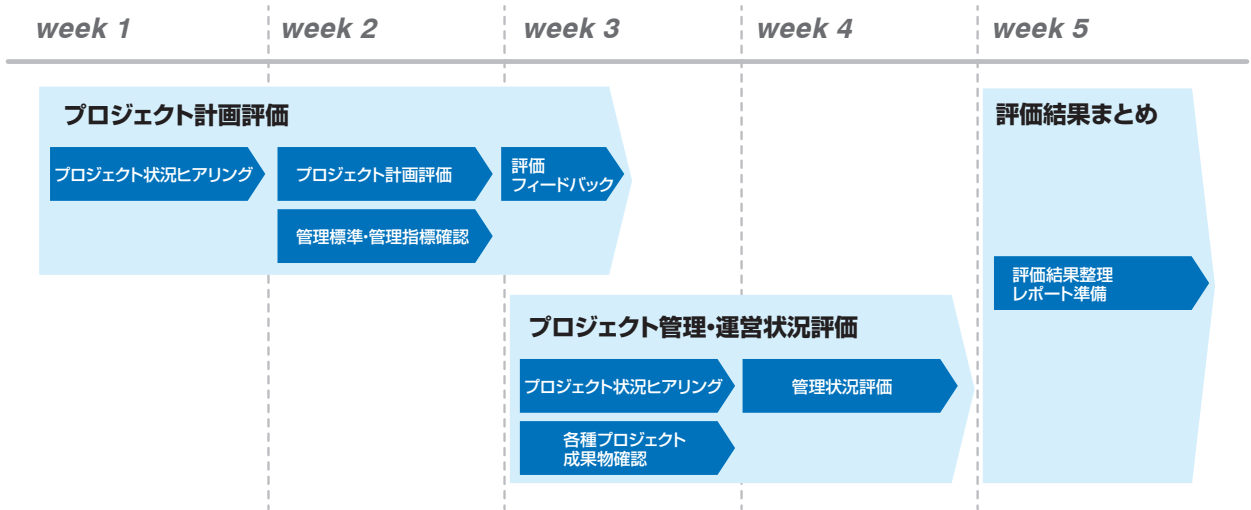 week 1
week 2
week 3
week 4
week 5
プロジェクト計画評価
プロジェクト状況ヒアリング
プロジェクト計画評価
評価
フィードバック
管理標準・管理指標確認
プロジェクト管理・運営状況評価
プロジェクト状況ヒアリング
管理状況評価
各種プロジェクト
成果物確認
評価結果まとめ
評価結果整理
レポート準備